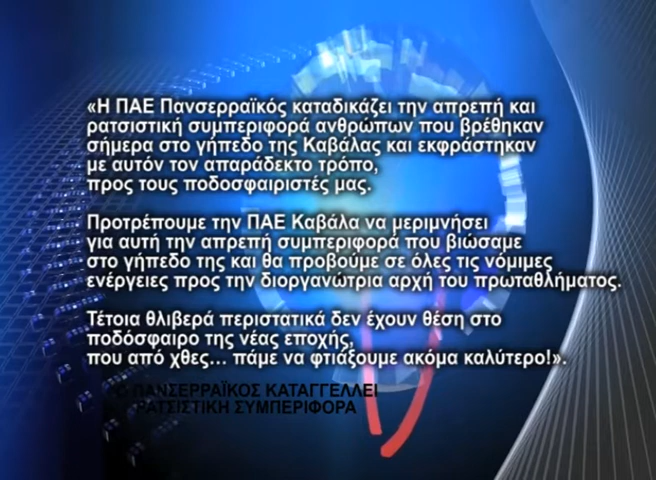 «Η ΠΑΕ Πανσερραϊκός καταδικάζει την απρεπή και
ρατσιστική συμπεριφορά ανθρώπων που βρέθηκαν
σήμερα στο γήπεδο της Καβάλας και εκφράστηκαν
με αυτόν τον απαράδεκτο τρόπο,
προς τους ποδοσφαιριστές μας.
Προτρέπουμε την ΠΑΕ Καβάλα να μεριμνήσει
για αυτή την απρεπή συμπεριφορά που βιώσαμε
στο γήπεδο της και θα προβούμε σε όλες τις νόμιμες
ενέργειες προς την διοργανώτρια αρχή του πρωταθλήματος.
Τέτοια θλιβερά περιστατικά δεν έχουν θέση στο
ποδόσφαιρο της νέας εποχής,
που από χθες... πάμε να φτιάξουμε ακόμα καλύτερο!».
ΠΑΝΣΕΡΡΑΪΚΟΣ ΚΑΤΑΓΓΕΛΛΕΙ
ΡΑΤΣΙΣΤΙΚΗ ΣΥΜΠΕΡΙΦΟΡΑ